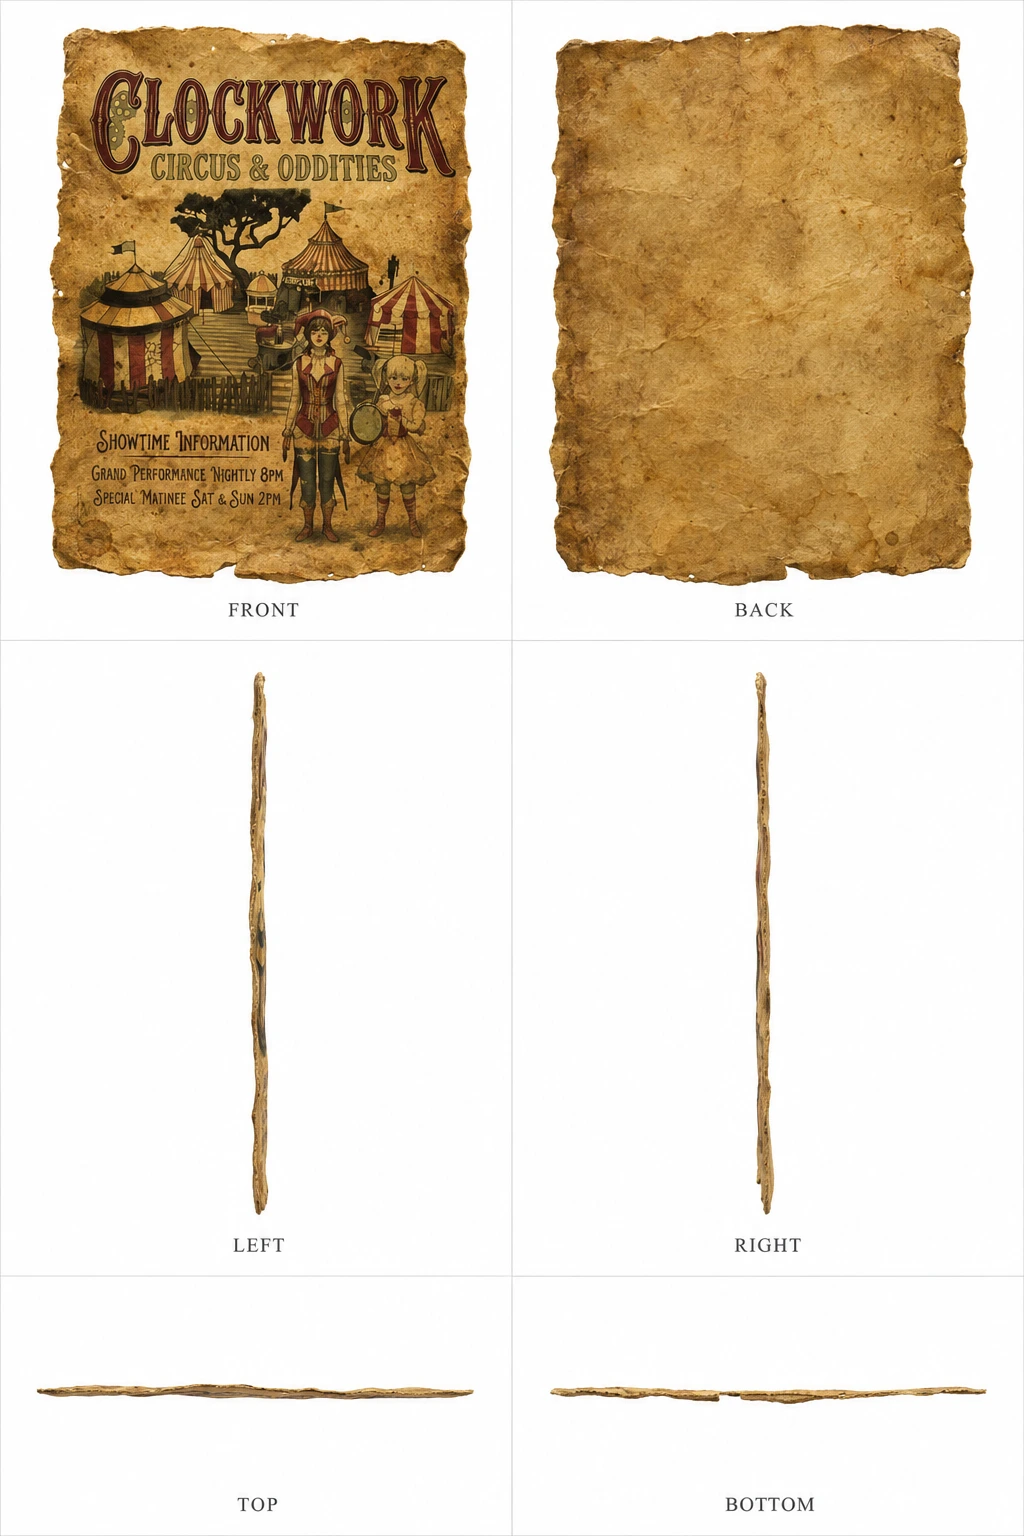 CLOCKWORK
CIRCUS & ODDITIES
SHOWTIME INFORMATION
GRAND PERFORMANCE NIGHTLY 8PM
SPECIAL MATINEE SAT & SUN 2PM
FRONT
BACK
LEFT
RIGHT
TOP
BOTTOM